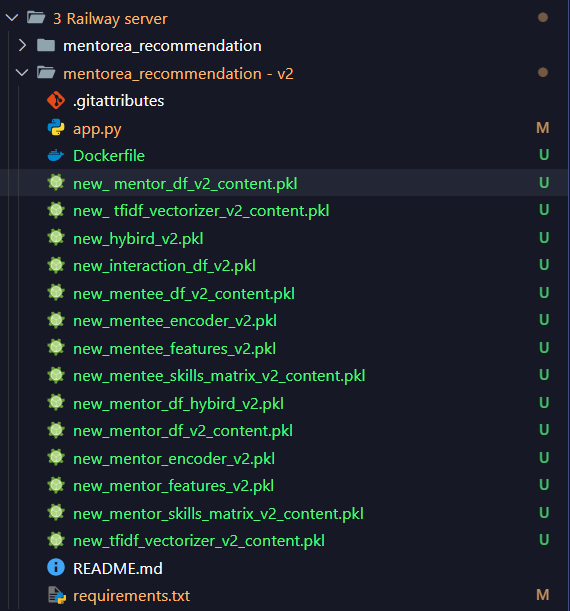 3 Railway server
mentorea_recommendation
mentorea_recommendation - v2
.gitattributes
app.py M
Dockerfile U
new_ mentor_df_v2_content.pkl U
new_ tfidf_vectorizer_v2_content.pkl U
new_hybird_v2.pkl U
new_interaction_df_v2.pkl U
new_mentee_df_v2_content.pkl U
new_mentee_encoder_v2.pkl U
new_mentee_features_v2.pkl U
new_mentee_skills_matrix_v2_content.pkl U
new_mentor_df_hybird_v2.pkl U
new_mentor_df_v2_content.pkl U
new_mentor_encoder_v2.pkl U
new_mentor_features_v2.pkl U
new_mentor_skills_matrix_v2_content.pkl U
new_tfidf_vectorizer_v2_content.pkl U
README.md
requirements.txt M